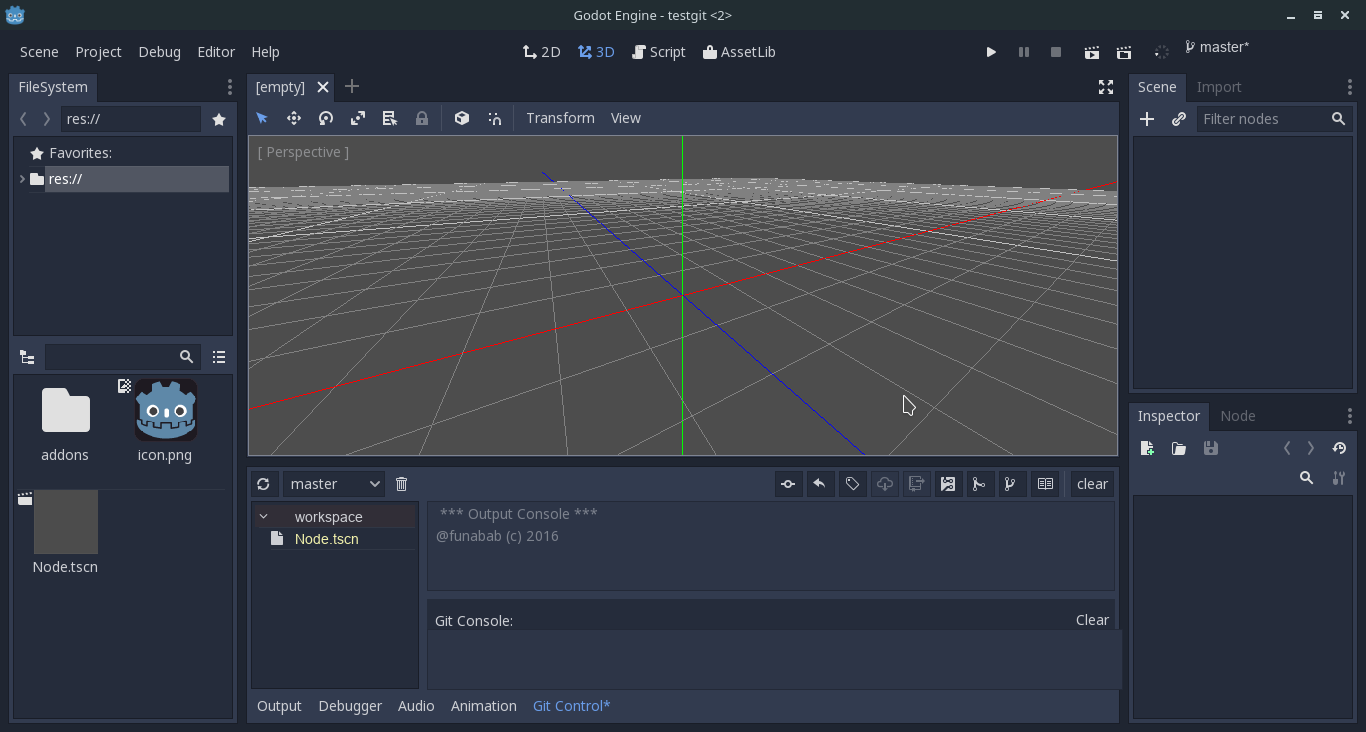 Godot Engine - testgit <2>
Scene Project Debug Editor Help
2D 3D Script AssetLib
master*
FileSystem
res://
Favorites:
res://
addons
icon.png
Node.tscn
[empty]
Transform View
[ Perspective ]
master
clear
workspace
Node.tscn
*** Output Console ***
@funabab (c) 2016
Git Console:
Clear
Output Debugger Audio Animation Git Control*
Scene Import
Filter nodes
Inspector Node